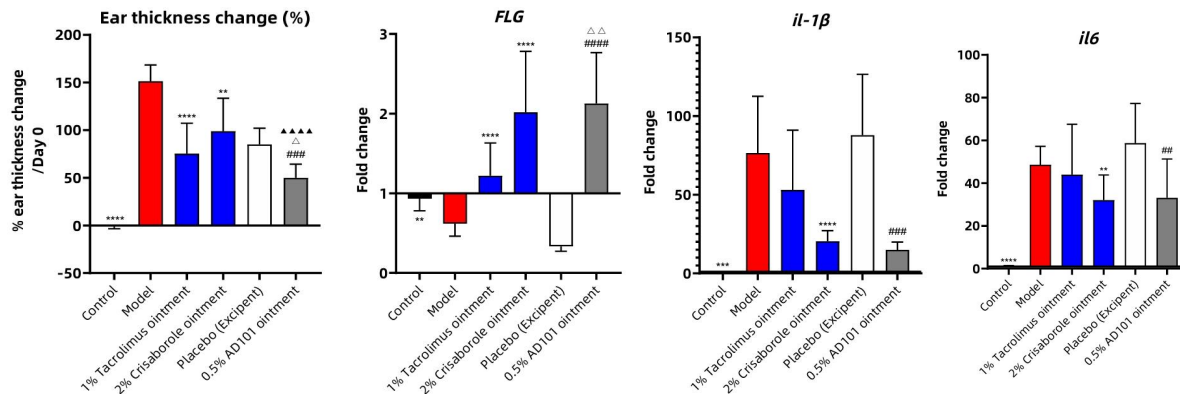 Ear thickness change (%)
% ear thickness change
/Day 0
200
150
100
50
0
-50
****
****
**
▲▲▲▲
△
###
Control
Model
1% Tacrolimus ointment
2% Crisaborole ointment
Placebo (Excipent)
0.5% AD101 ointment
FLG
Fold change
3
2
1
0
**
****
****
△ △
####
Control
Model
1% Tacrolimus ointment
2% Crisaborole ointment
Placebo (Excipent)
0.5% AD101 ointment
il-1β
Fold change
150
100
50
0
***
****
###
Control
Model
1% Tacrolimus ointment
2% Crisaborole ointment
Placebo (Excipent)
0.5% AD101 ointment
il6
Fold change
100
80
60
40
20
0
****
**
##
Control
Model
1% Tacrolimus ointment
2% Crisaborole ointment
Placebo (Excipent)
0.5% AD101 ointment